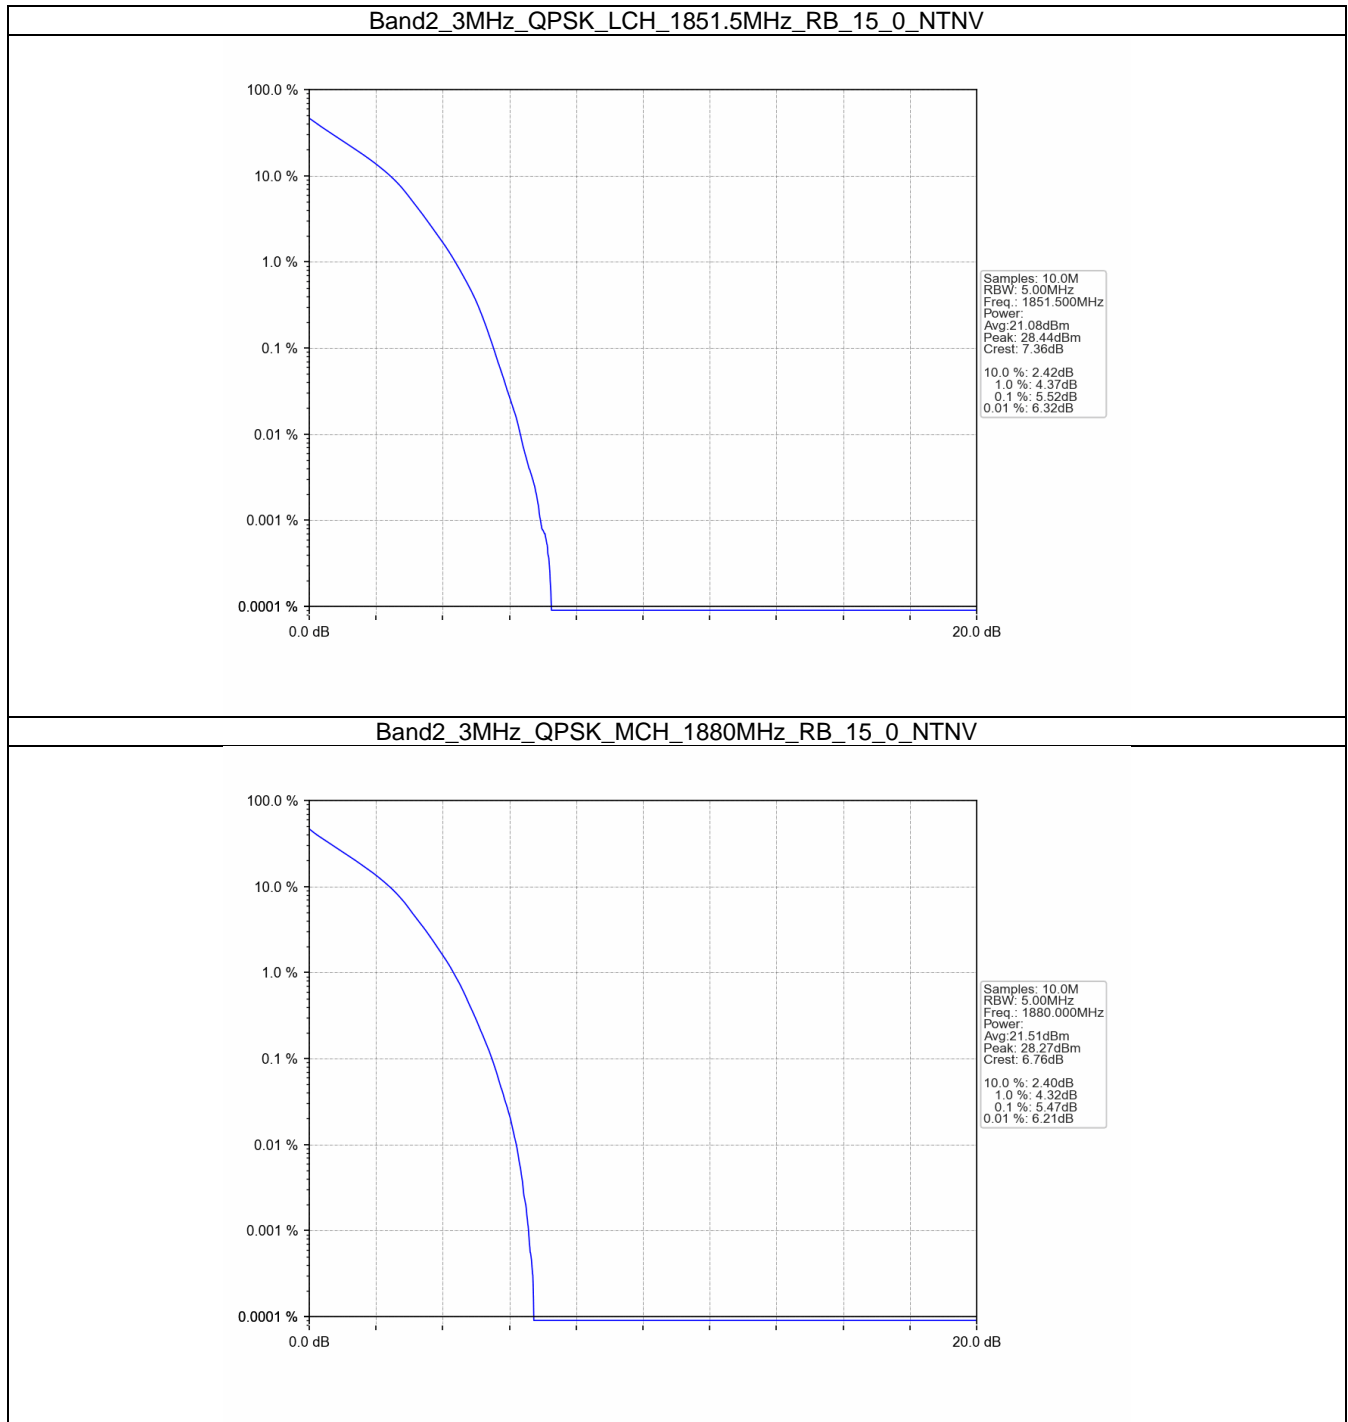 Band2_3MHz_QPSK_LCH_1851.5MHz_RB_15_0_NTNV
100.0 %
10.0 %
1.0 %
0.1 %
0.01 %
0.001 %
0.0001 %
0.0 dB
20.0 dB
Samples: 10.0M
RBW: 5.00MHz
Freq.: 1851.500MHz
Power:
Avg:21.08dBm
Peak: 28.44dBm
Crest: 7.36dB
10.0 %: 2.42dB
1.0 %: 4.37dB
0.1 %: 5.52dB
0.01 %: 6.32dB
Band2_3MHz_QPSK_MCH_1880MHz_RB_15_0_NTNV
100.0 %
10.0 %
1.0 %
0.1 %
0.01 %
0.001 %
0.0001 %
0.0 dB
20.0 dB
Samples: 10.0M
RBW: 5.00MHz
Freq.: 1880.000MHz
Power:
Avg:21.51dBm
Peak: 28.27dBm
Crest: 6.76dB
10.0 %: 2.40dB
1.0 %: 4.32dB
0.1 %: 5.47dB
0.01 %: 6.21dB